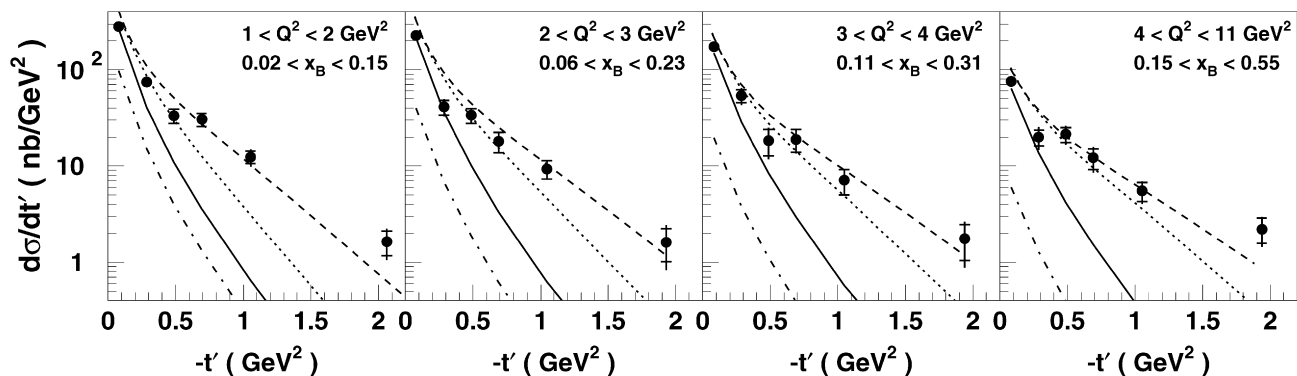 1 < Q² < 2 GeV²
0.02 < x_B < 0.15
2 < Q² < 3 GeV²
0.06 < x_B < 0.23
3 < Q² < 4 GeV²
0.11 < x_B < 0.31
4 < Q² < 11 GeV²
0.15 < x_B < 0.55
dσ/dt′ ( nb/GeV² )
10²
10
1
0 0.5 1 1.5 2 0 0.5 1 1.5 2 0 0.5 1 1.5 2 0 0.5 1 1.5 2
-t′ ( GeV² ) -t′ ( GeV² ) -t′ ( GeV² ) -t′ ( GeV² )